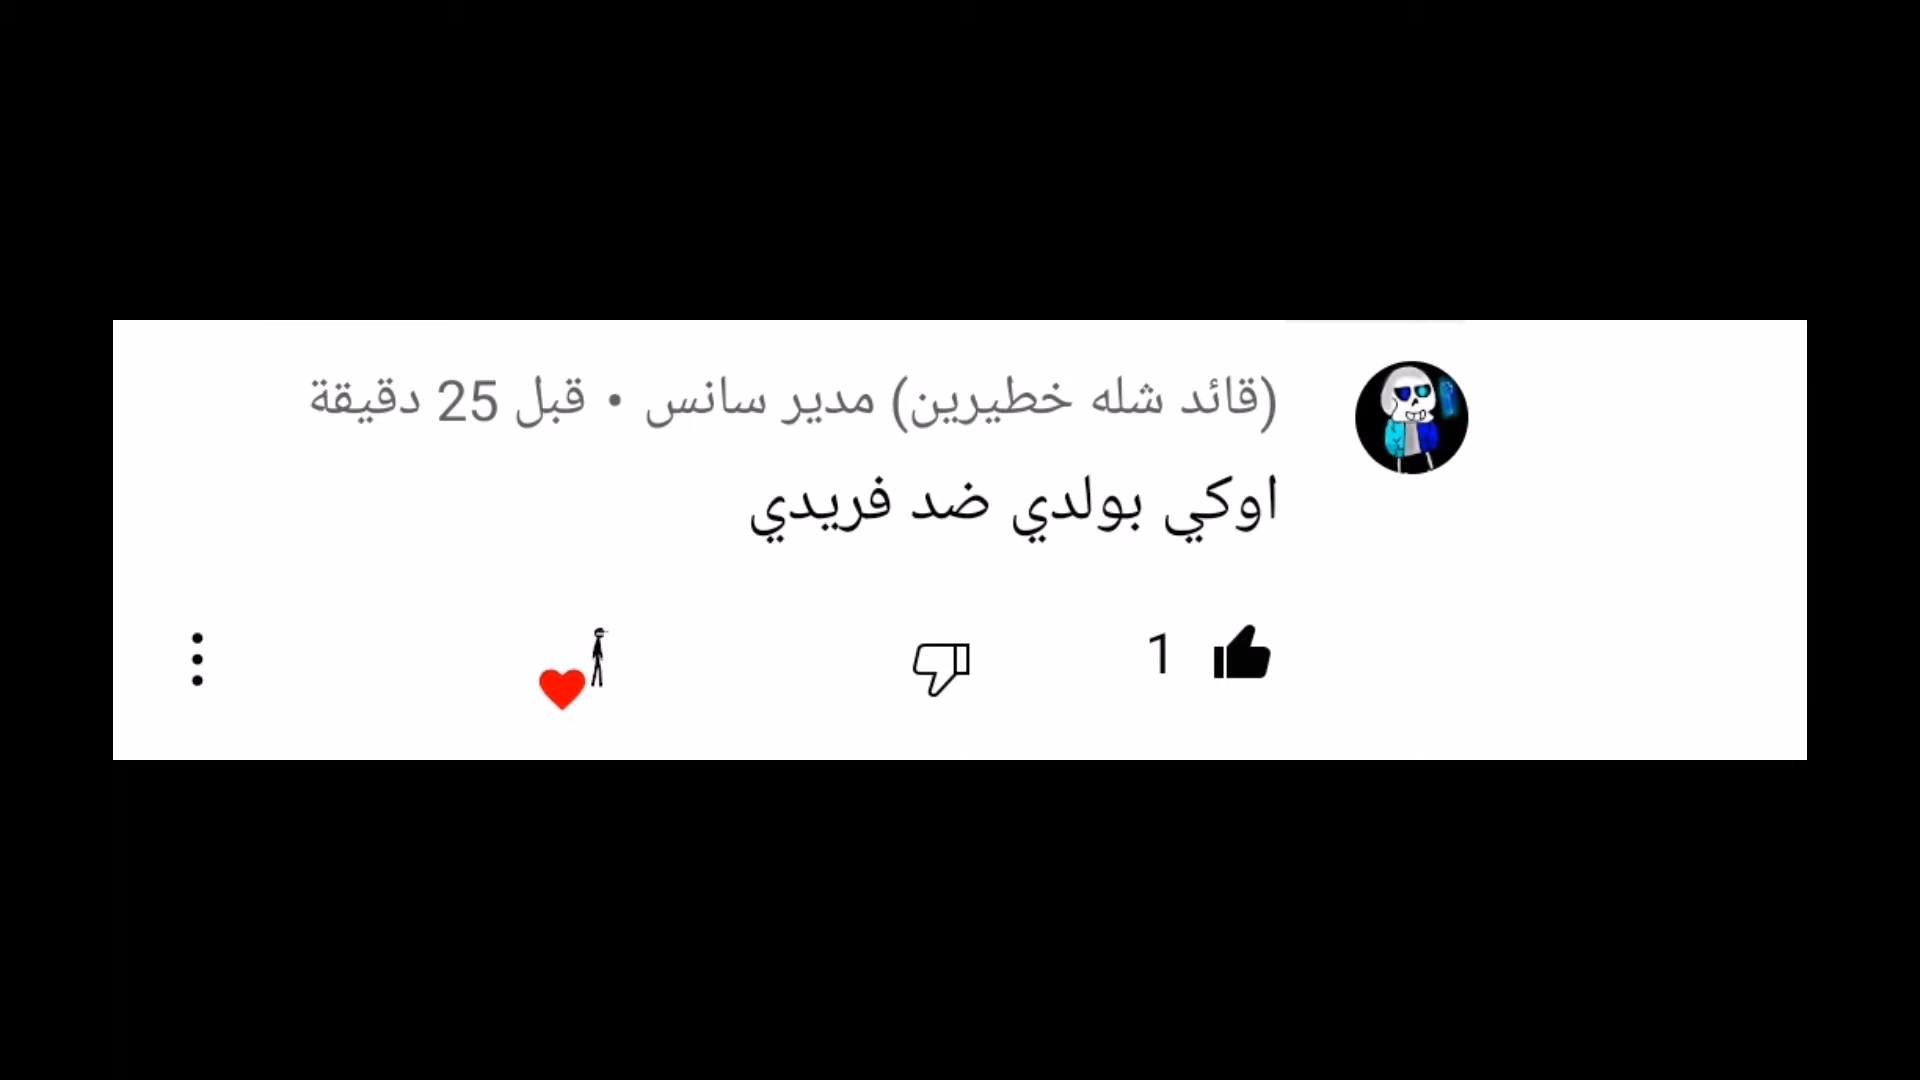 (قائد شله خطيرين) مدير سانس • قبل 25 دقيقة
اوكي بولدي ضد فريدي
1